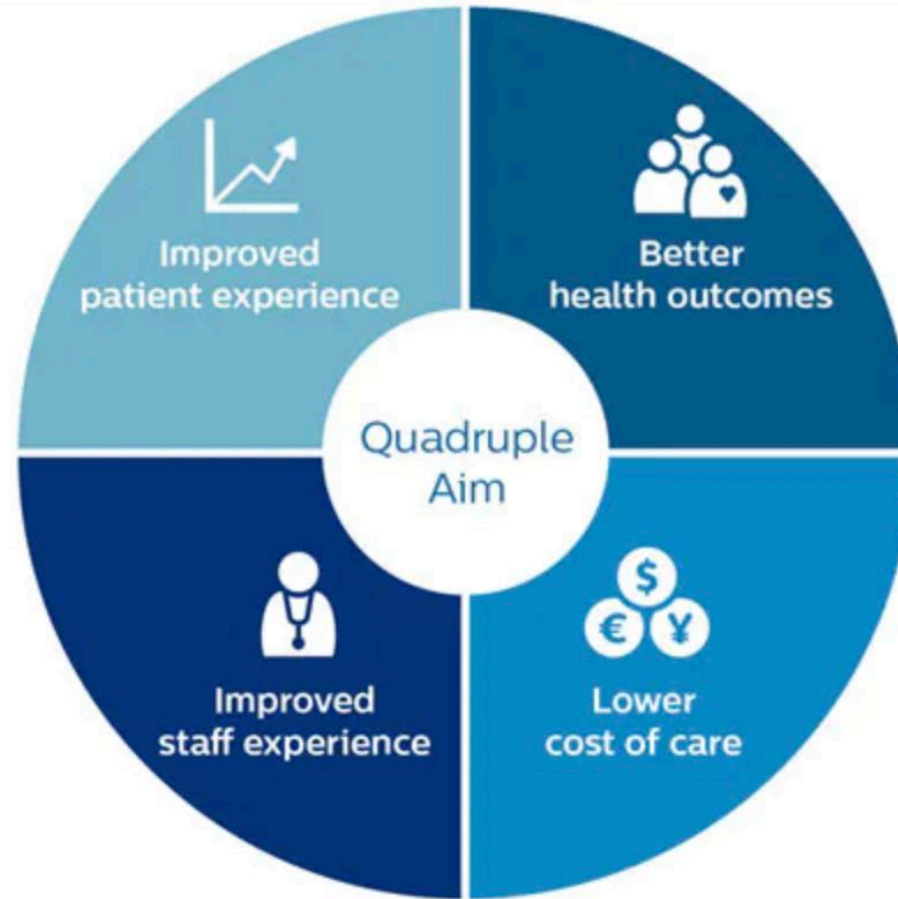 Improved
patient experience
Better
health outcomes
Quadruple
Aim
Improved
staff experience
$
€ ¥
Lower
cost of care